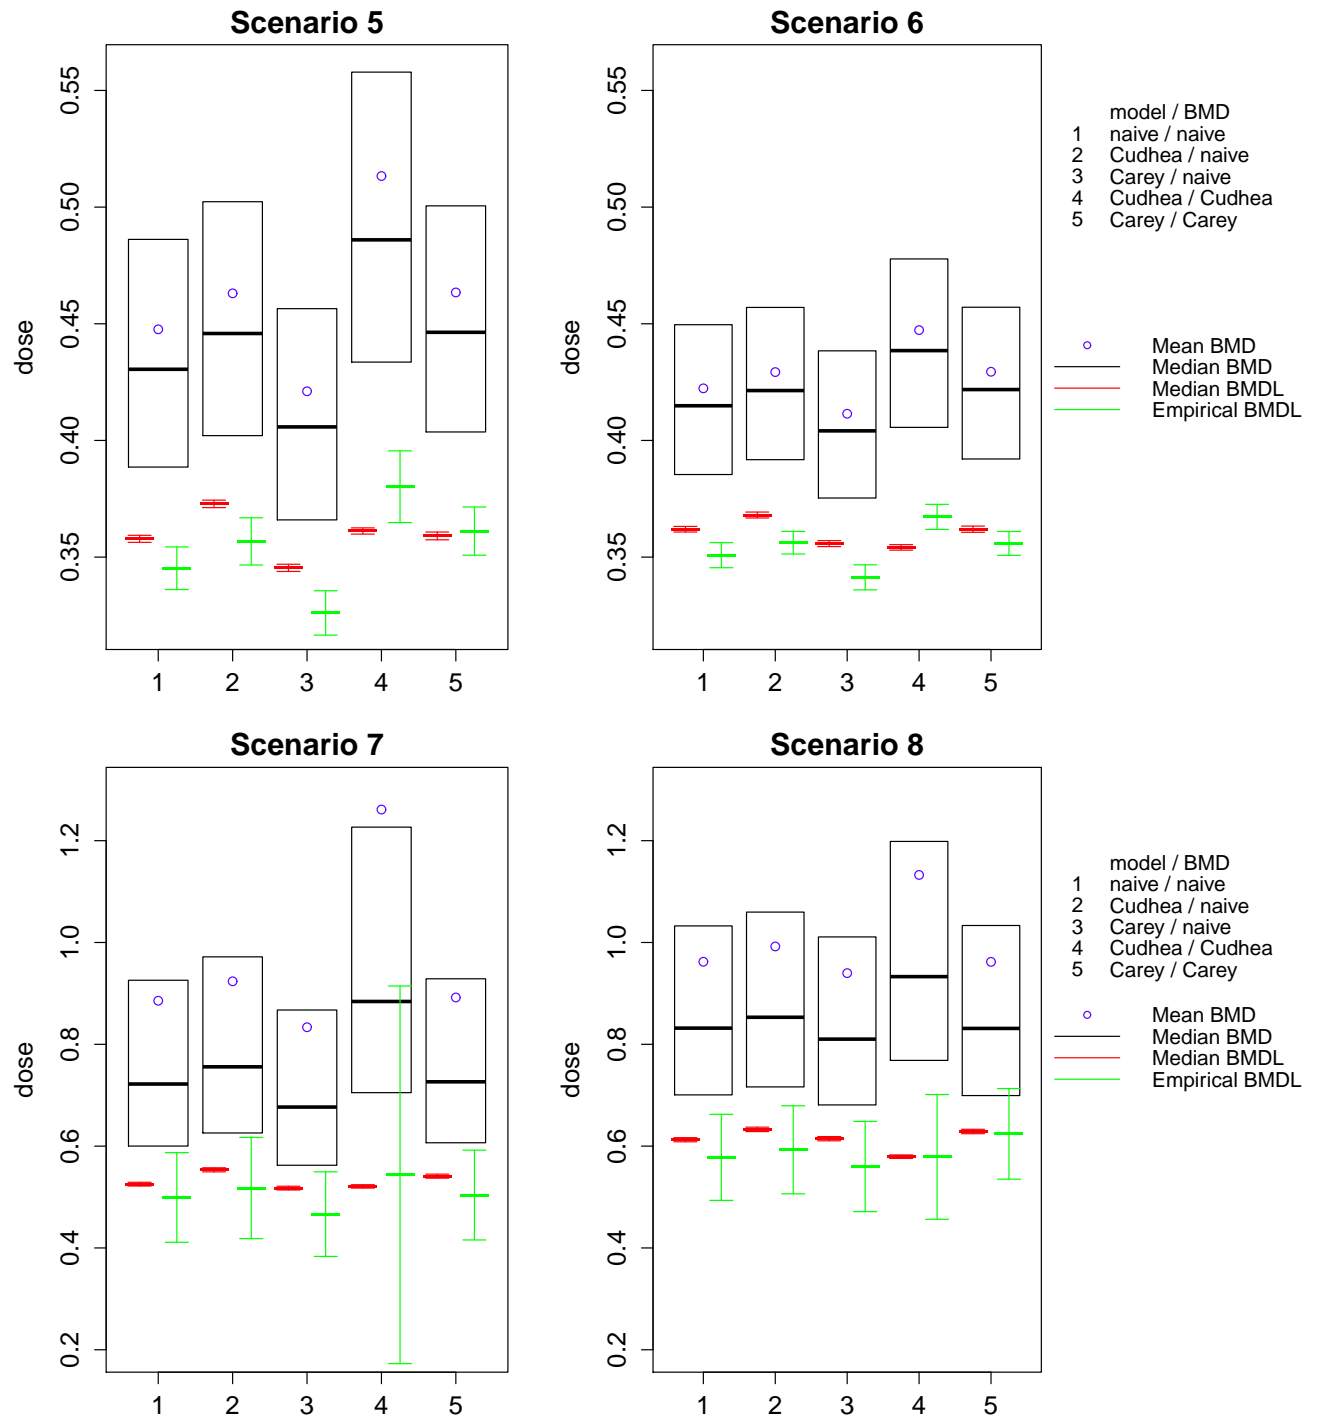 Scenario 5
dose
0.55
0.50
0.45
0.40
0.35
1 2 3 4 5
Scenario 6
dose
0.55
0.50
0.45
0.40
0.35
1 2 3 4 5
model / BMD
1 naive / naive
2 Cudhea / naive
3 Carey / naive
4 Cudhea / Cudhea
5 Carey / Carey
Mean BMD
Median BMD
Median BMDL
Empirical BMDL
Scenario 7
dose
1.2
1.0
0.8
0.6
0.4
0.2
1 2 3 4 5
Scenario 8
dose
1.2
1.0
0.8
0.6
0.4
0.2
1 2 3 4 5
model / BMD
1 naive / naive
2 Cudhea / naive
3 Carey / naive
4 Cudhea / Cudhea
5 Carey / Carey
Mean BMD
Median BMD
Median BMDL
Empirical BMDL